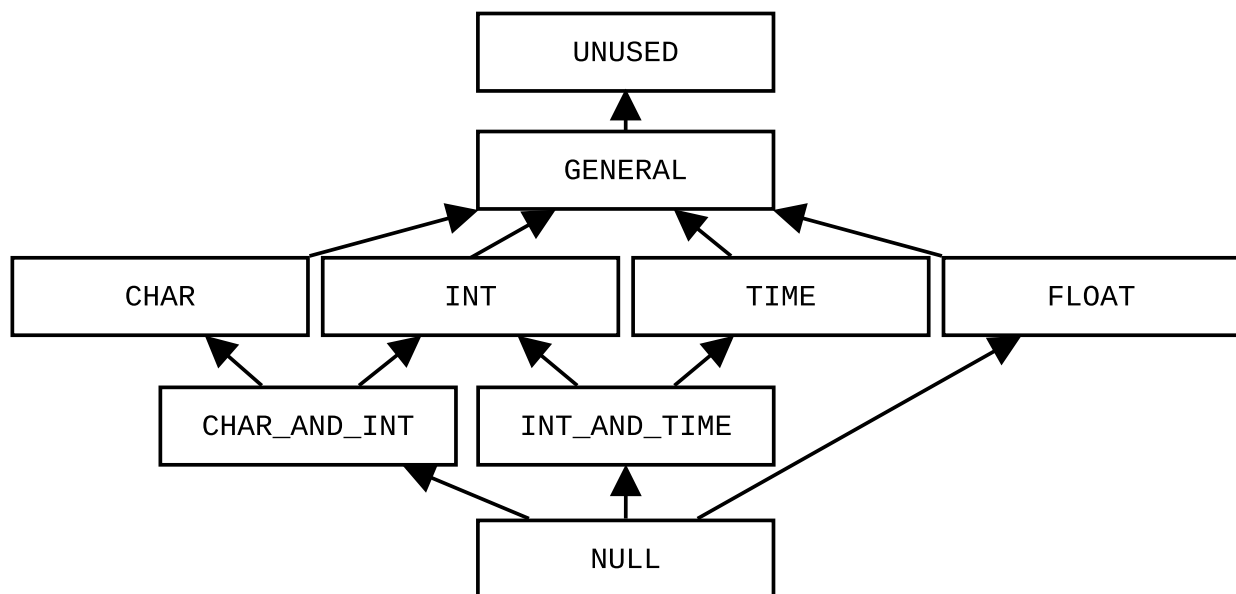 UNUSED
GENERAL
CHAR
INT
TIME
FLOAT
CHAR_AND_INT
INT_AND_TIME
NULL